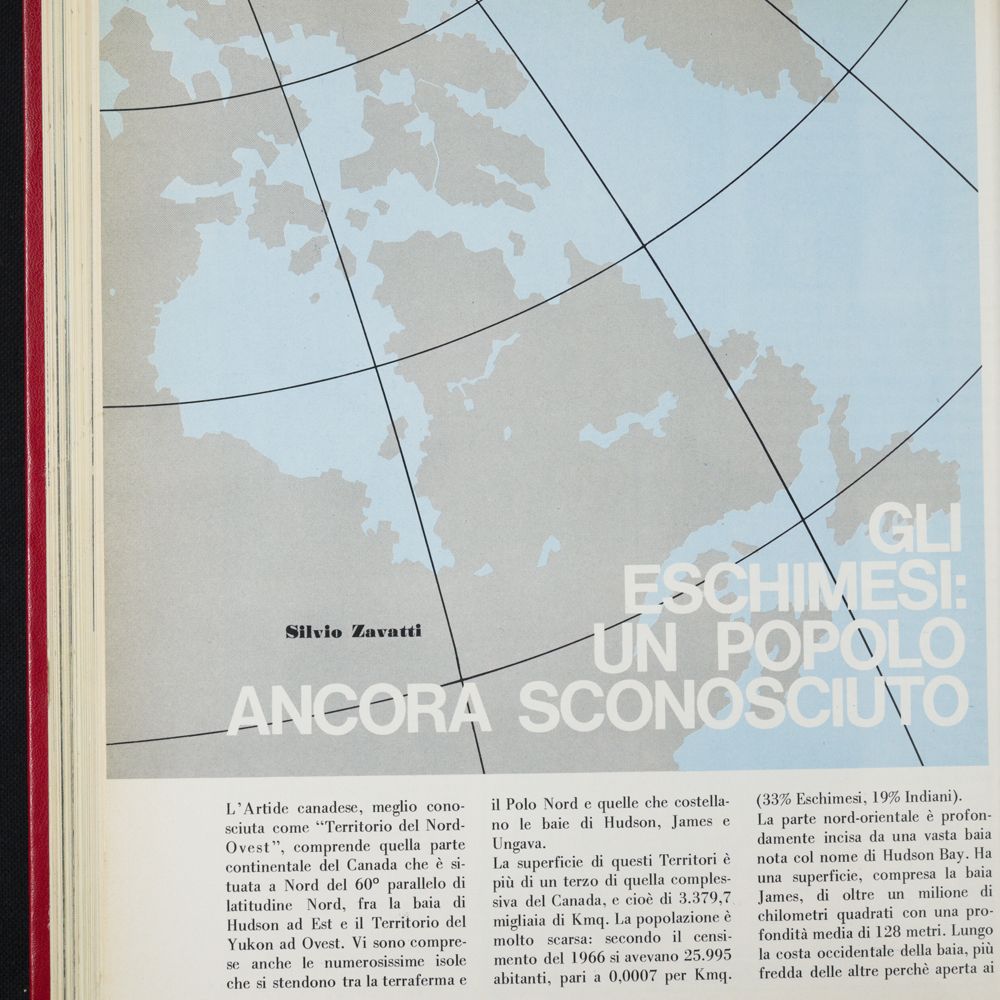 GLI
ESCHIMESI:
UN POPOLO
ANCORA SCONOSCIUTO
Silvio Zavatti
L'Artide canadese, meglio cono-
sciuta come "Territorio del Nord-
Ovest", comprende quella parte
continentale del Canada che è si-
tuata a Nord del 60° parallelo di
latitudine Nord, fra la baia di
Hudson ad Est e il Territorio del
Yukon ad Ovest. Vi sono compre-
se anche le numerosissime isole
che si stendono tra la terraferma e
il Polo Nord e quelle che costella-
no le baie di Hudson, James e
Ungava.
La superficie di questi Territori è
più di un terzo di quella comples-
siva del Canada, e cioè di 3.379,7
migliaia di Kmq. La popolazione è
molto scarsa: secondo il censi-
mento del 1966 si avevano 25.995
abitanti, pari a 0,0007 per Kmq.
(33% Eschimesi, 19% Indiani).
La parte nord-orientale è profon-
damente incisa da una vasta baia
nota col nome di Hudson Bay. Ha
una superficie, compresa la baia
James, di oltre un milione di
chilometri quadrati con una pro-
fondità media di 128 metri. Lungo
la costa occidentale della baia, più
fredda delle altre perchè aperta ai